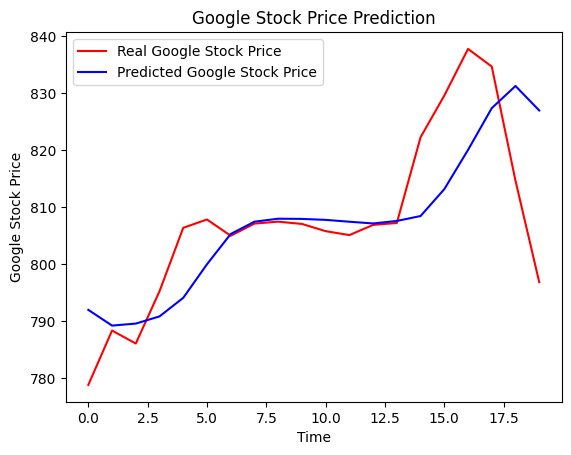 Google Stock Price Prediction
Real Google Stock Price
Predicted Google Stock Price
Google Stock Price
840
830
820
810
800
790
780
0.0 2.5 5.0 7.5 10.0 12.5 15.0 17.5
Time